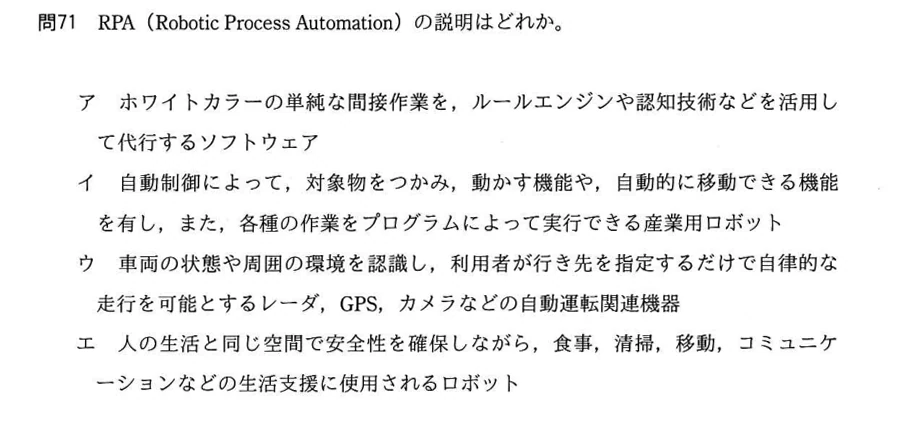 問71 RPA（Robotic Process Automation）の説明はどれか。
ア ホワイトカラーの単純な間接作業を，ルールエンジンや認知技術などを活用し
て代行するソフトウェア
イ 自動制御によって，対象物をつかみ，動かす機能や，自動的に移動できる機能
を有し，また，各種の作業をプログラムによって実行できる産業用ロボット
ウ 車両の状態や周囲の環境を認識し，利用者が行き先を指定するだけで自律的な
走行を可能とするレーダ，GPS，カメラなどの自動運転関連機器
エ 人の生活と同じ空間で安全性を確保しながら，食事，清掃，移動，コミュニケ
ーションなどの生活支援に使用されるロボット